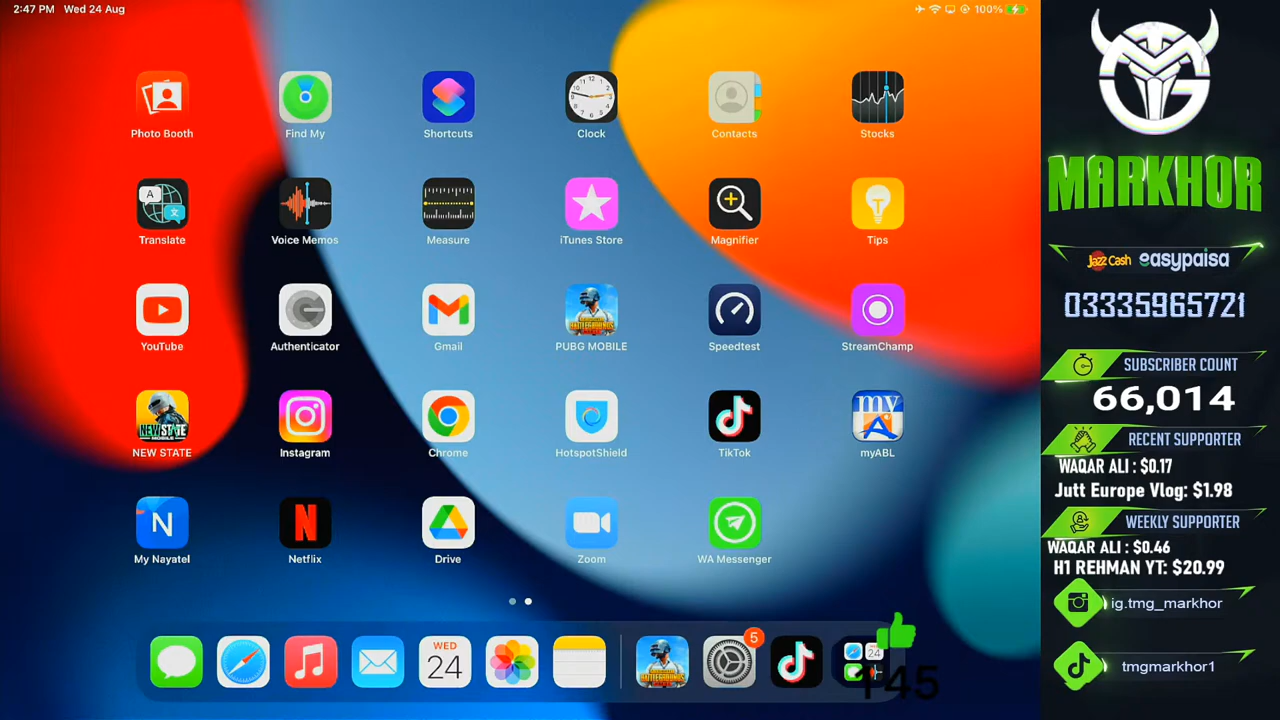 2:47 PM Wed 24 Aug
100%
Photo Booth
Find My
Shortcuts
Clock
Contacts
Stocks
Translate
Voice Memos
Measure
iTunes Store
Magnifier
Tips
YouTube
Authenticator
Gmail
PUBG MOBILE
Speedtest
StreamChamp
NEW STATE
Instagram
Chrome
HotspotShield
TikTok
myABL
My Nayatel
Netflix
Drive
Zoom
WA Messenger
WED
24
5
145
MARKHOR
JazzCash easypaisa
03335965721
SUBSCRIBER COUNT
66,014
RECENT SUPPORTER
WAQAR ALI : $0.17
Jutt Europe Vlog: $1.98
WEEKLY SUPPORTER
WAQAR ALI : $0.46
H1 REHMAN YT: $20.99
ig.tmg_markhor
tmgmarkhor1